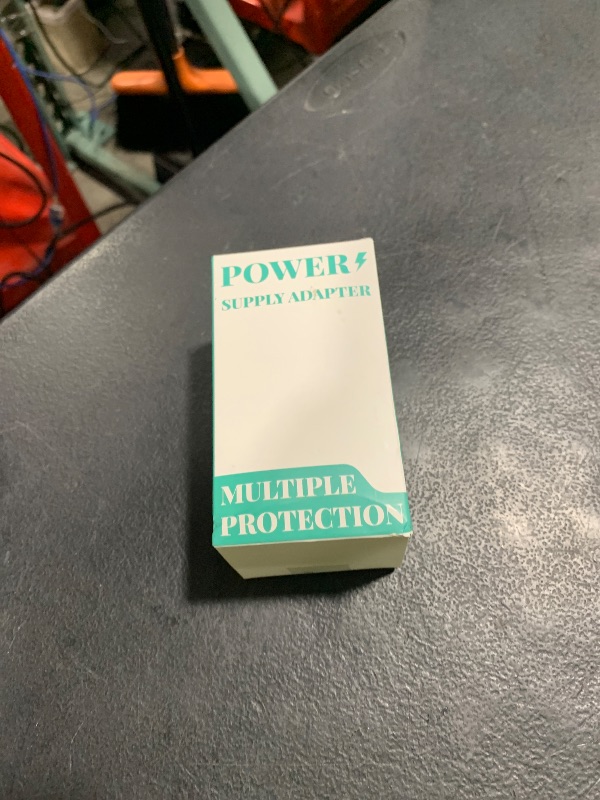 POWER
SUPPLY ADAPTER
MULTIPLE
PROTECTION